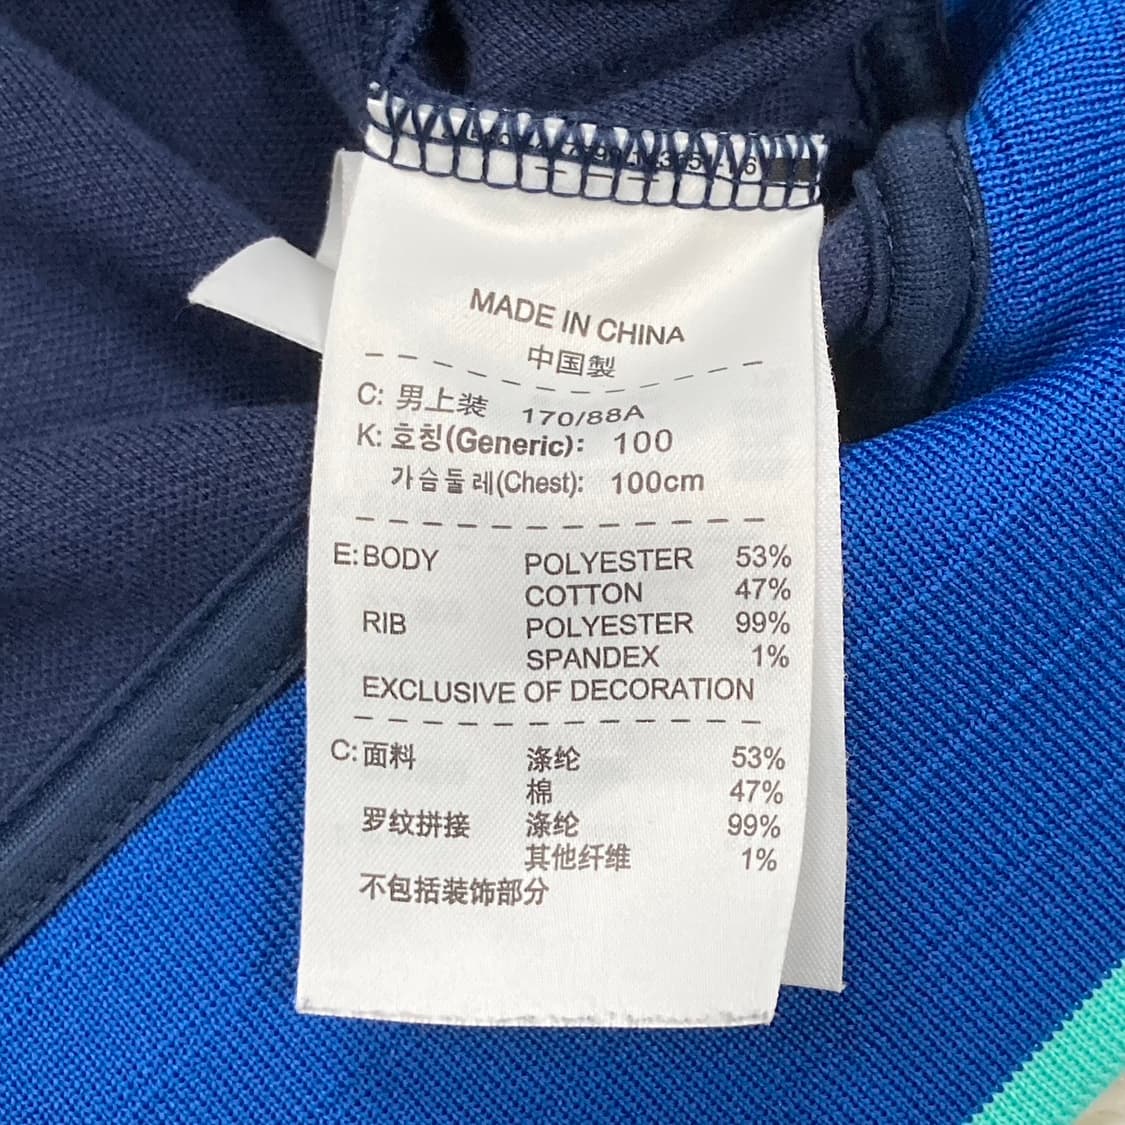 MADE IN CHINA
中国製
C: 男上装 170/88A
K: 호칭(Generic): 100
가슴둘레(Chest): 100cm
E: BODY POLYESTER 53%
COTTON 47%
RIB POLYESTER 99%
SPANDEX 1%
EXCLUSIVE OF DECORATION
C: 面料 涤纶 53%
棉 47%
罗纹拼接 涤纶 99%
其他纤维 1%
不包括装饰部分